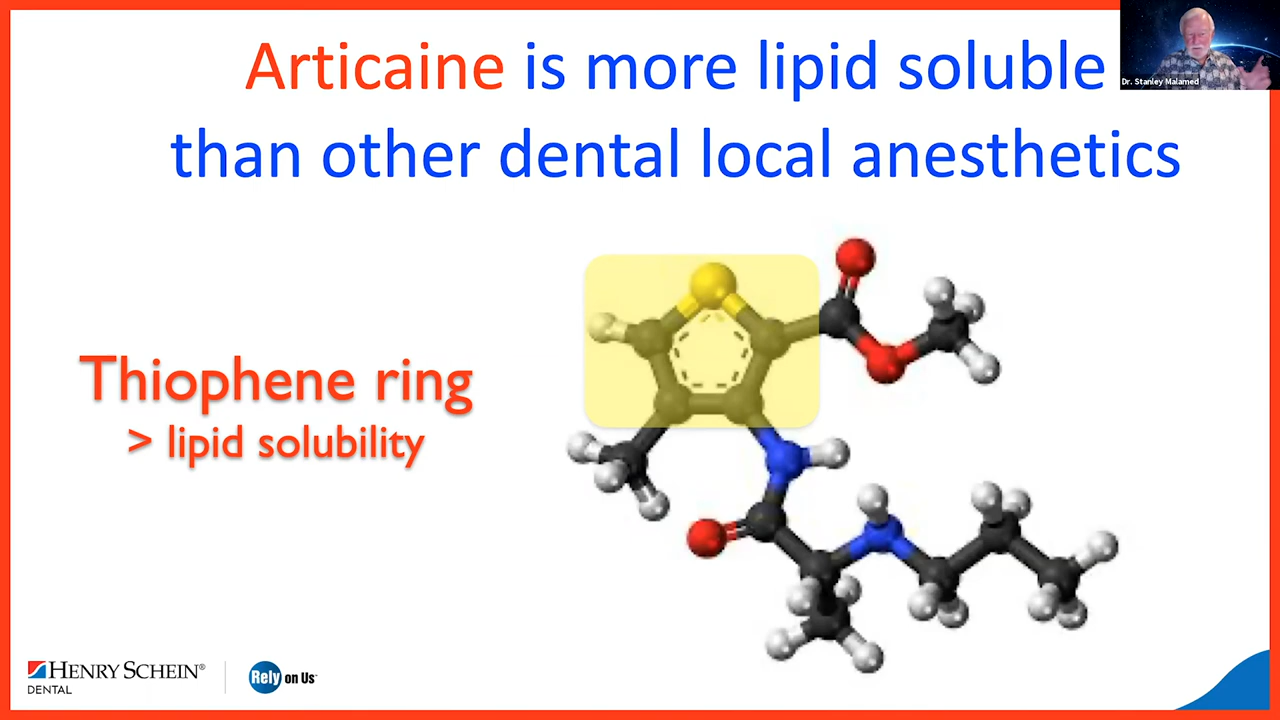 Articaine is more lipid soluble
than other dental local anesthetics
Dr. Stanley Malamed
Thiophene ring
> lipid solubility
HENRY SCHEIN®
DENTAL
Rely on Us™